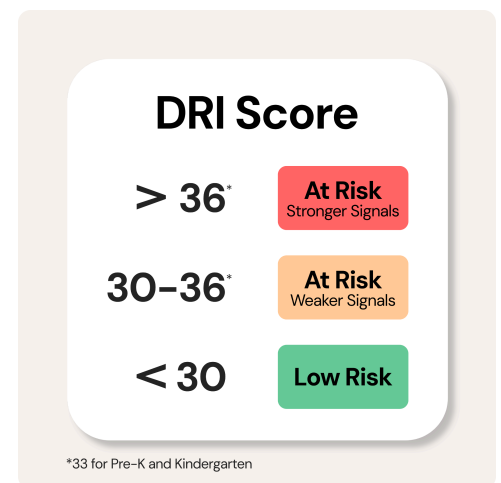 DRI Score
> 36*
At Risk
Stronger Signals
30–36*
At Risk
Weaker Signals
< 30
Low Risk
*33 for Pre-K and Kindergarten